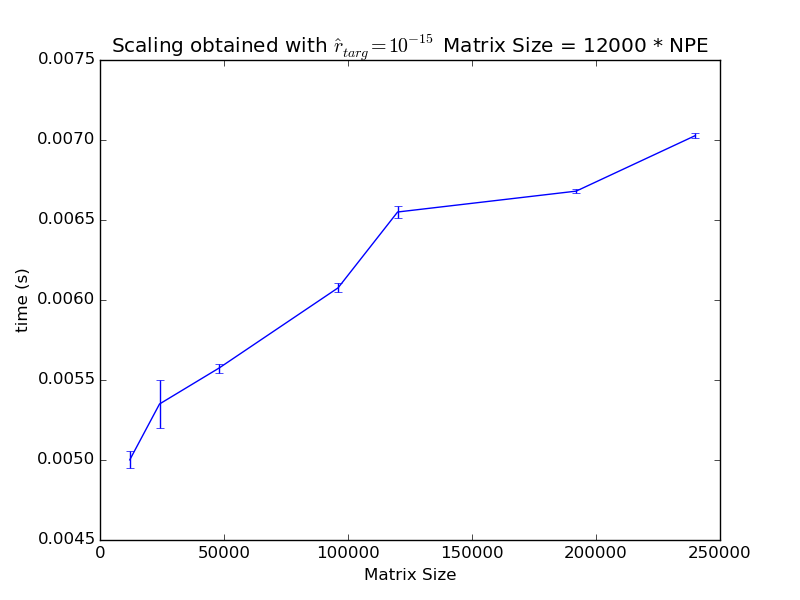 Scaling obtained with r̂_targ = 10^−15 Matrix Size = 12000 * NPE
0.0075
0.0070
0.0065
0.0060
0.0055
0.0050
0.0045
time (s)
0 50000 100000 150000 200000 250000
Matrix Size